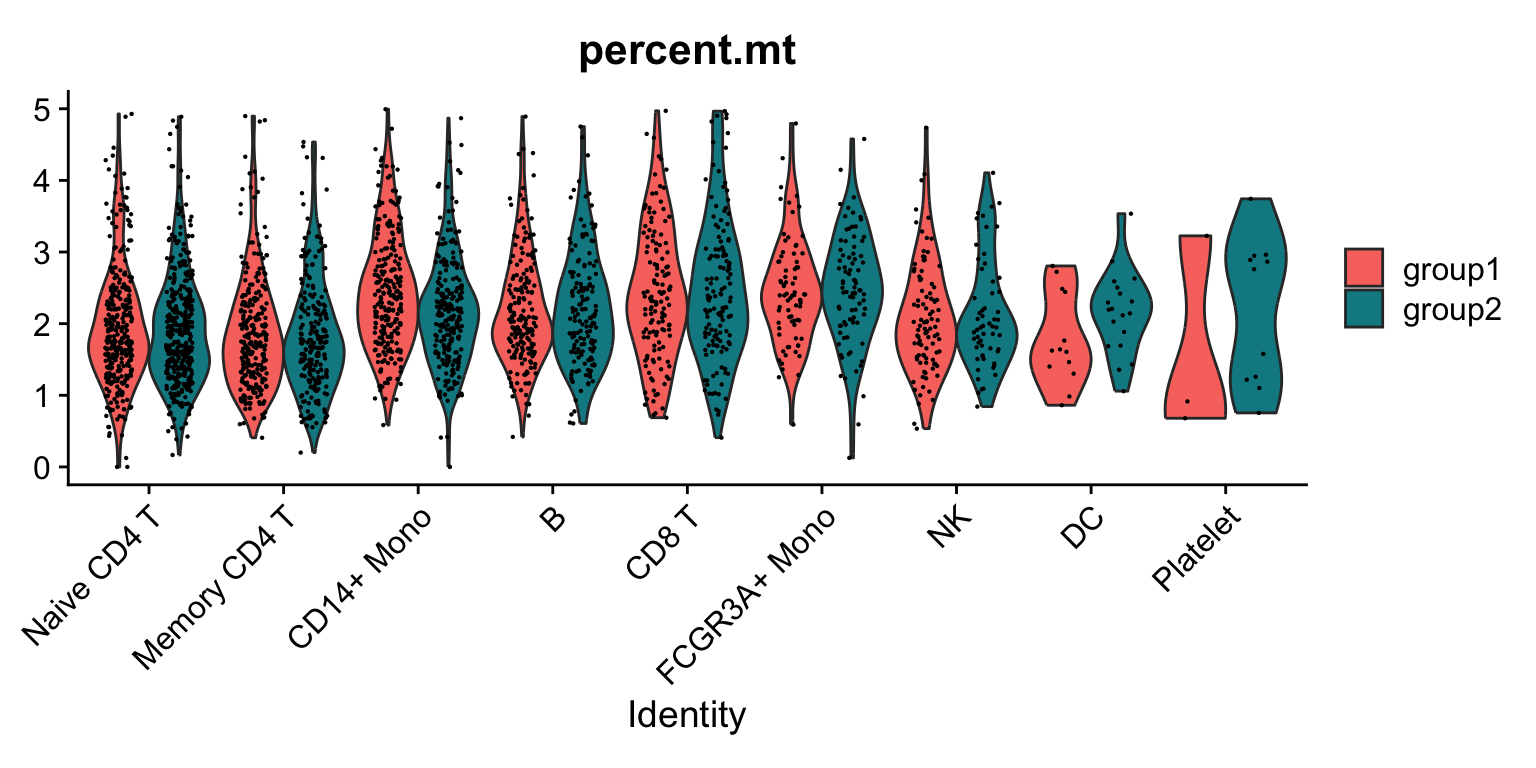 percent.mt
5
4
3
2
1
0
group1
group2
Naive CD4 T
Memory CD4 T
CD14+ Mono
B
CD8 T
FCGR3A+ Mono
NK
DC
Platelet
Identity